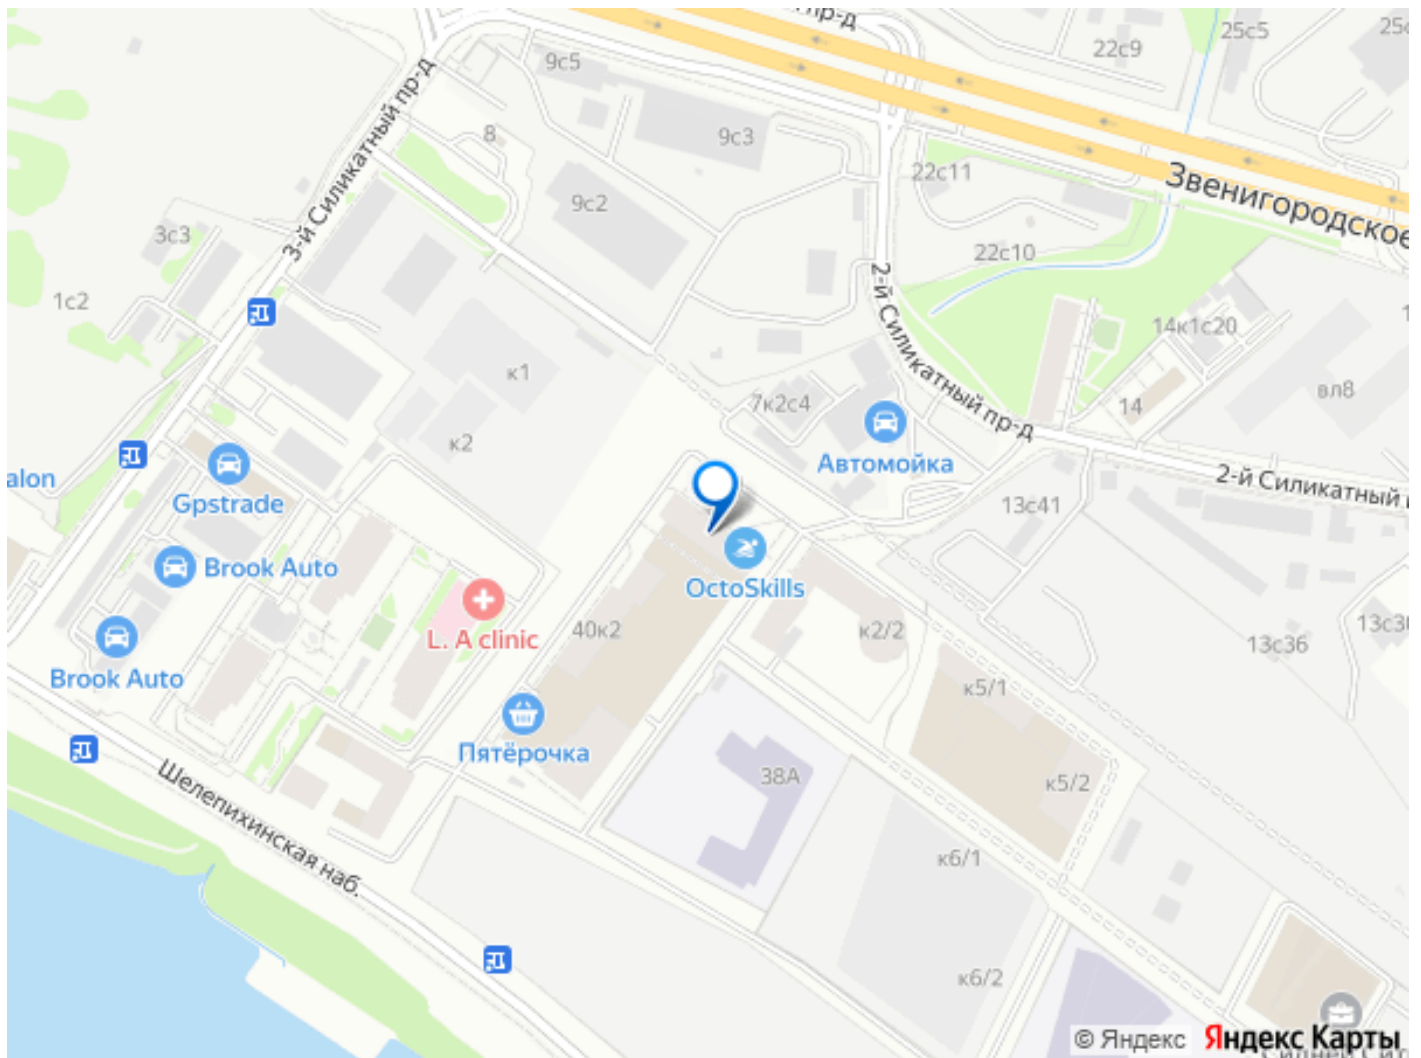 пр-д
25с5
22с9
9с5
3-й Силикатный пр-д
8
9с3
22с11
Звенигородское
9с2
3с3
22с10
2-й Силикатный пр-д
1с2
14к1с20
к1
вл8
7к2с4
14
к2
Автомойка
alon
2-й Силикатный
Gpstrade
13с41
Brook Auto
OctoSkills
L. A clinic
40к2
к2/2
13с36
Brook Auto
к5/1
Пятёрочка
38А
к5/2
Шелепихинская наб.
к6/1
к6/2
© Яндекс Яндекс Карты